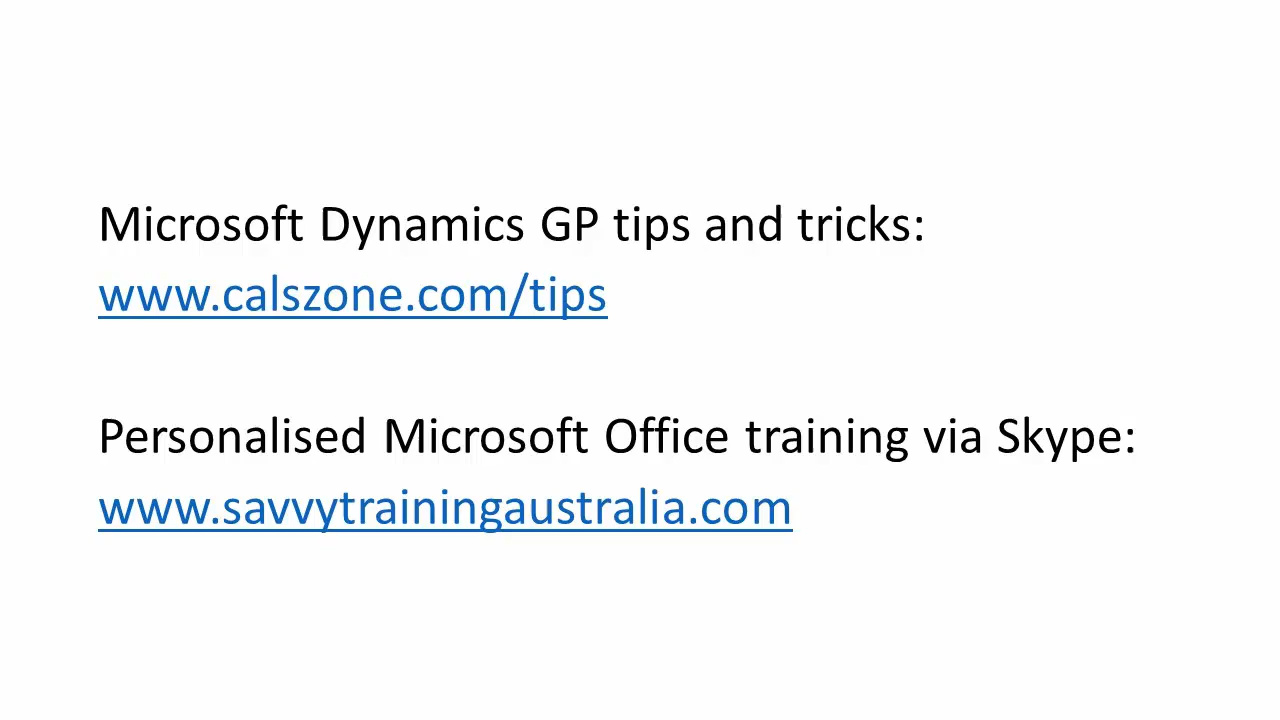 Microsoft Dynamics GP tips and tricks:
www.calszone.com/tips
Personalised Microsoft Office training via Skype:
www.savvytrainingaustralia.com